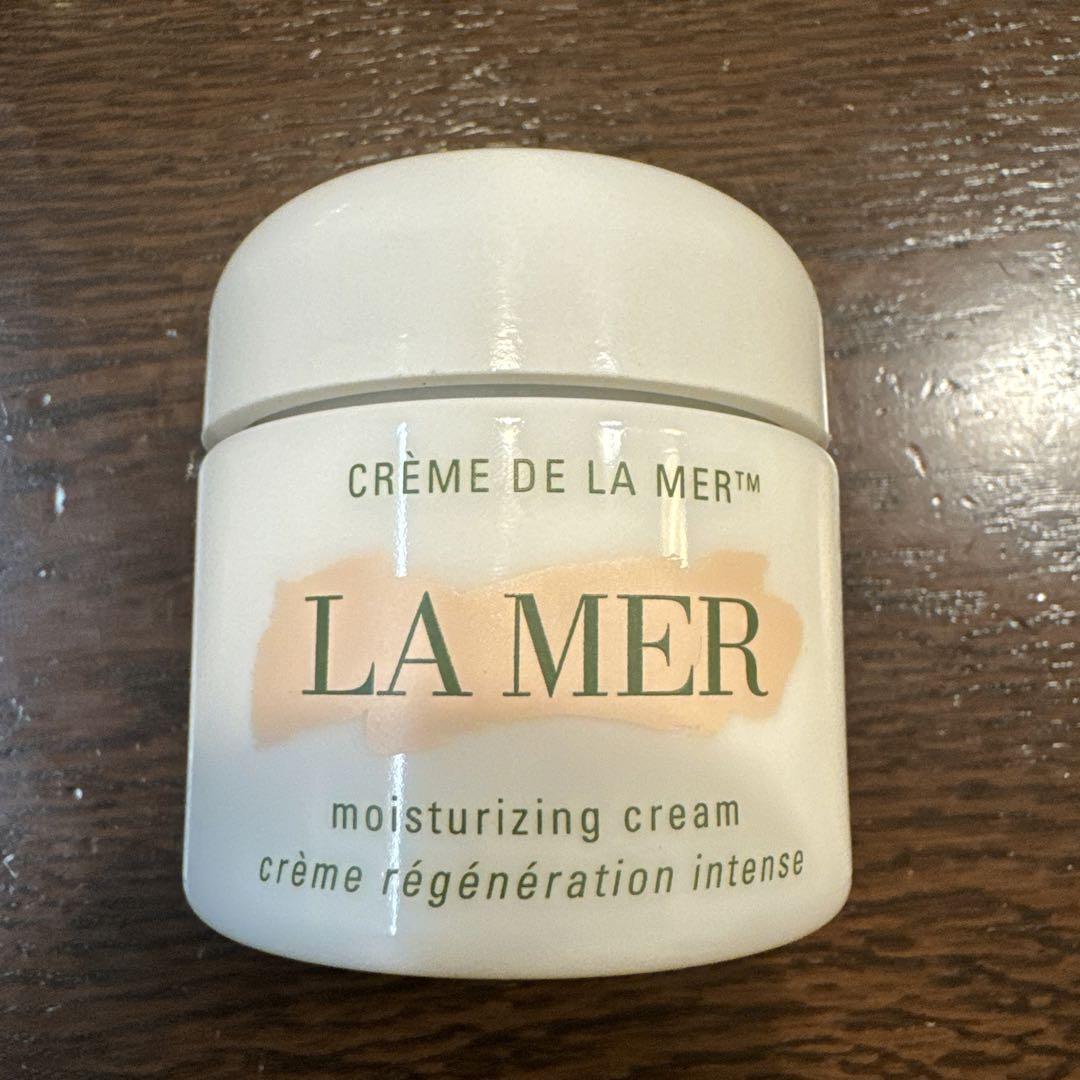 CRÈME DE LA MER™
LA MER
moisturizing cream
crème régénération intense